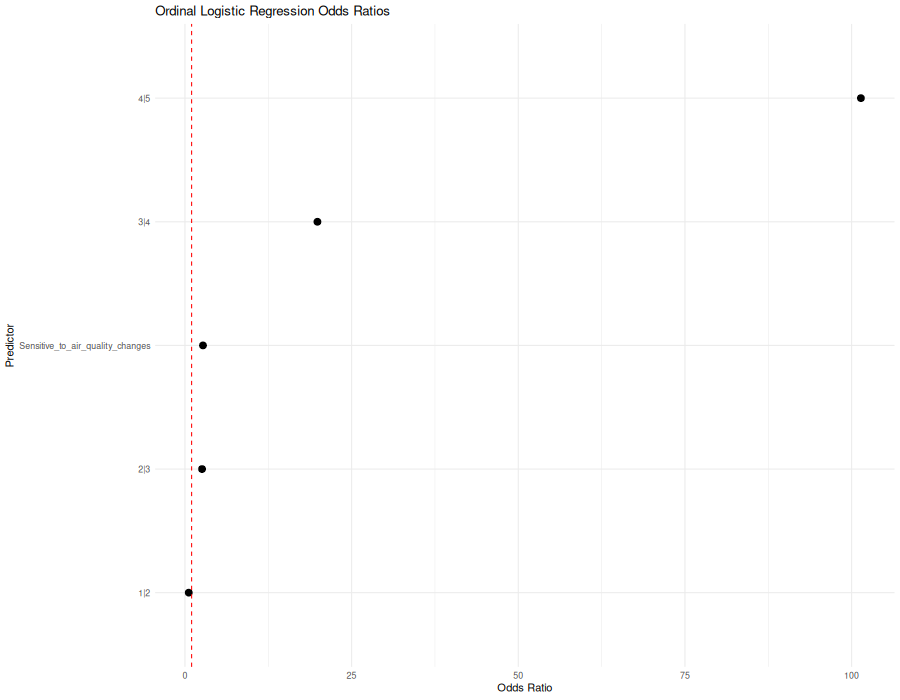 Ordinal Logistic Regression Odds Ratios
4|5
3|4
Sensitive_to_air_quality_changes
2|3
1|2
Predictor
0 25 50 75 100
Odds Ratio